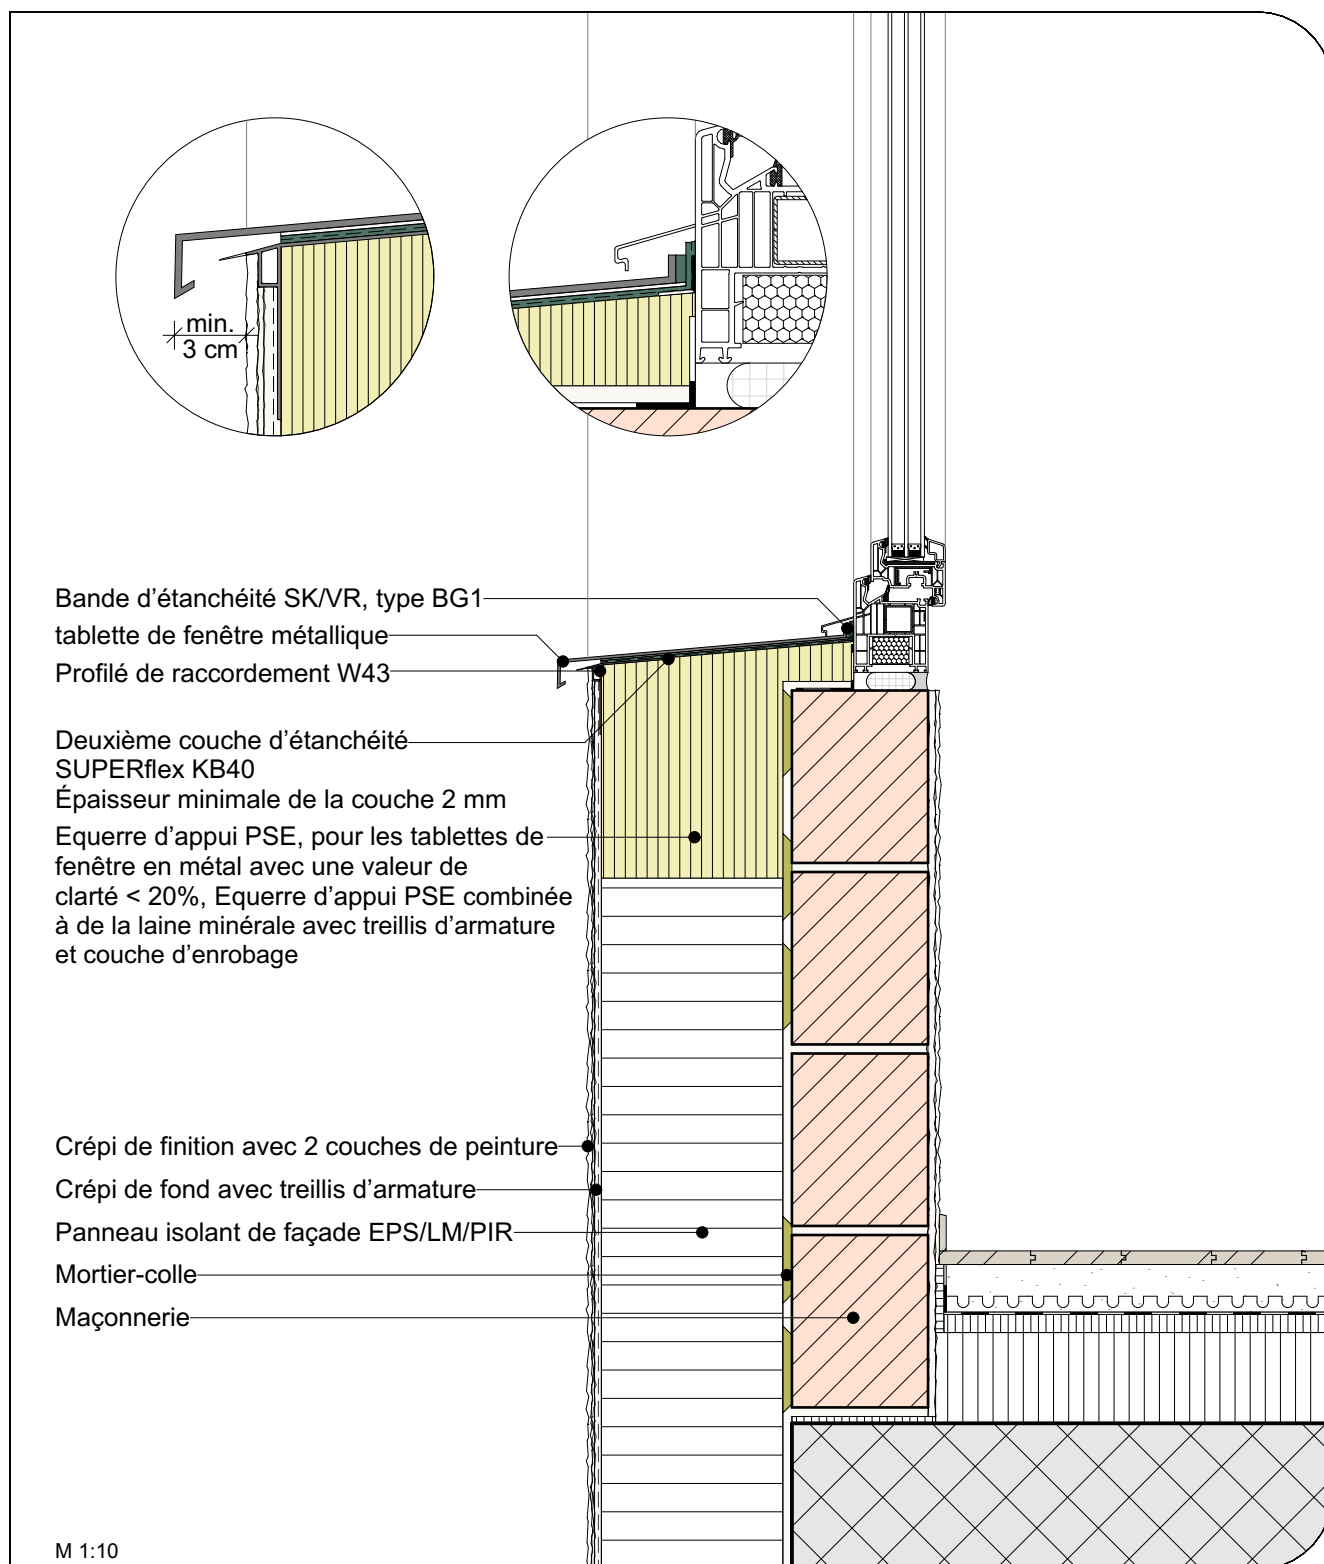 min.
3 cm
Bande d'étanchéité SK/VR, type BG1
tablette de fenêtre métallique
Profilé de raccordement W43
Deuxième couche d'étanchéité
SUPERflex KB40
Épaisseur minimale de la couche 2 mm
Equerre d'appui PSE, pour les tablettes de
fenêtre en métal avec une valeur de
clarté < 20%, Equerre d'appui PSE combinée
à de la laine minérale avec treillis d'armature
et couche d'enrobage
Crépi de finition avec 2 couches de peinture
Crépi de fond avec treillis d'armature
Panneau isolant de façade EPS/LM/PIR
Mortier-colle
Maçonnerie
M 1:10